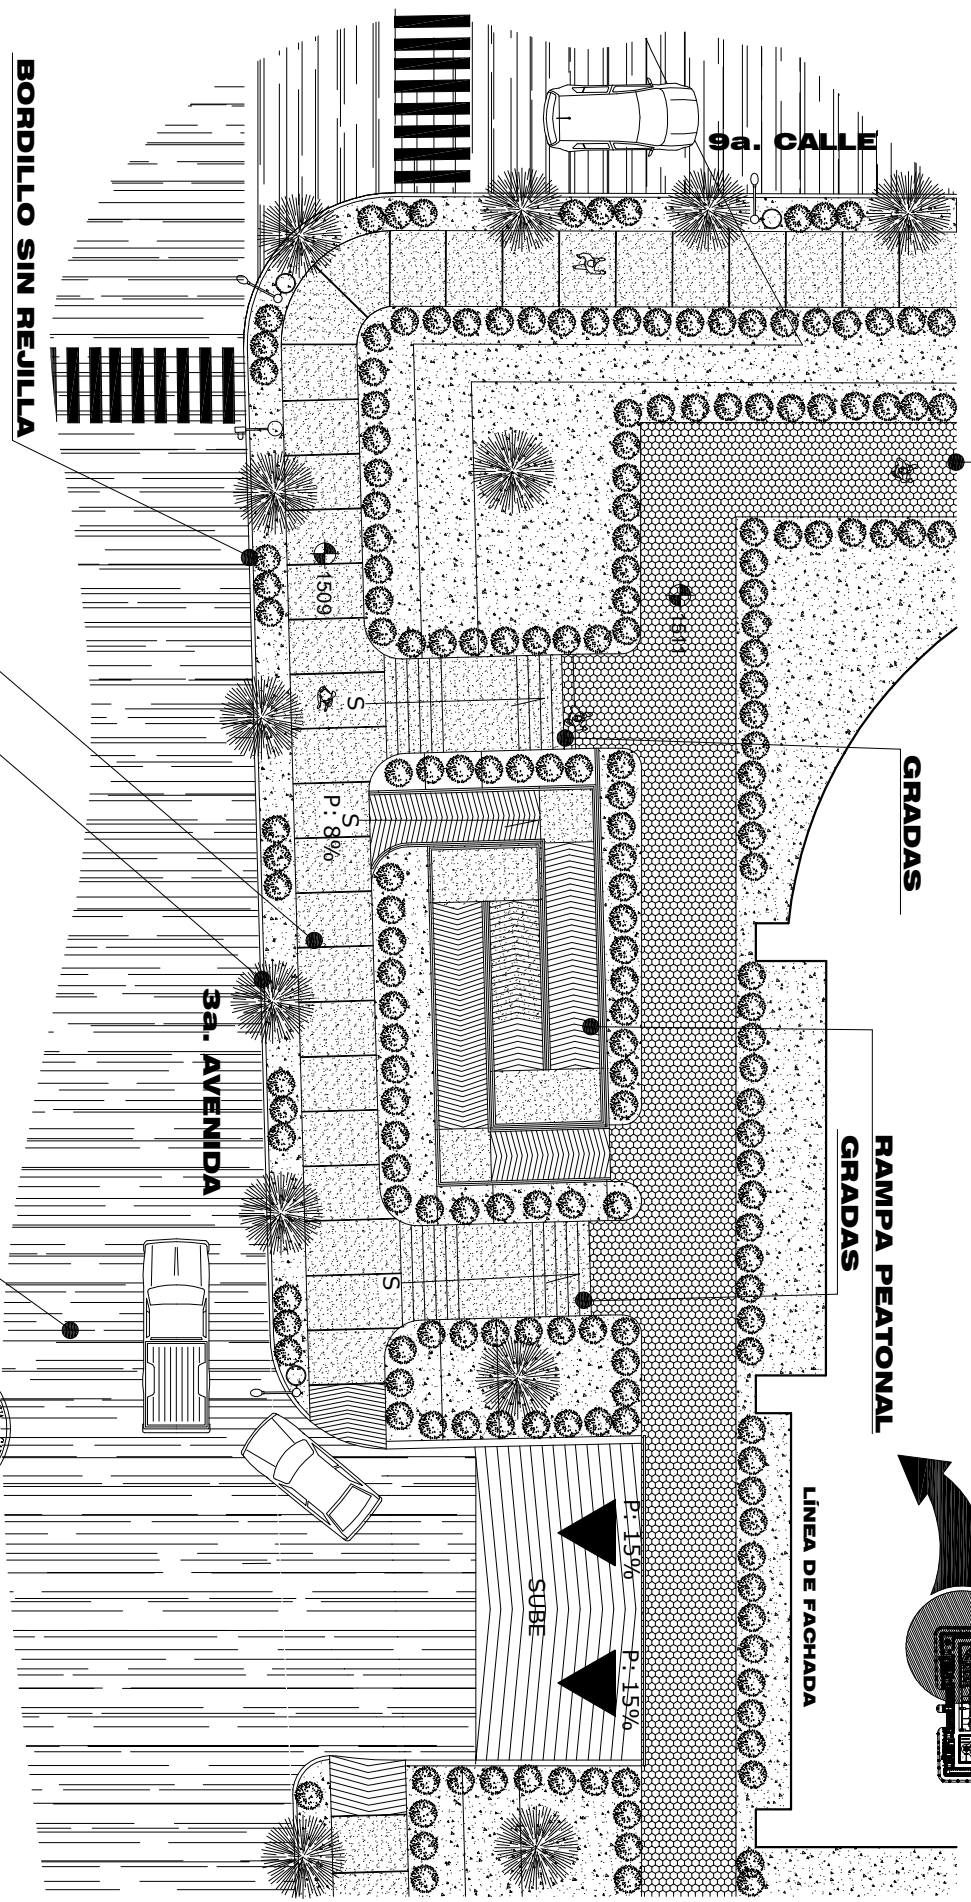 9a. CALLE
BORDILLO SIN REJILLA
1509
1511
S
GRADAS
S
P: 8%
3a. AVENIDA
RAMPA PEATONAL
GRADAS
S
LÍNEA DE FACHADA
P: 15%
SUBE
P: 15%